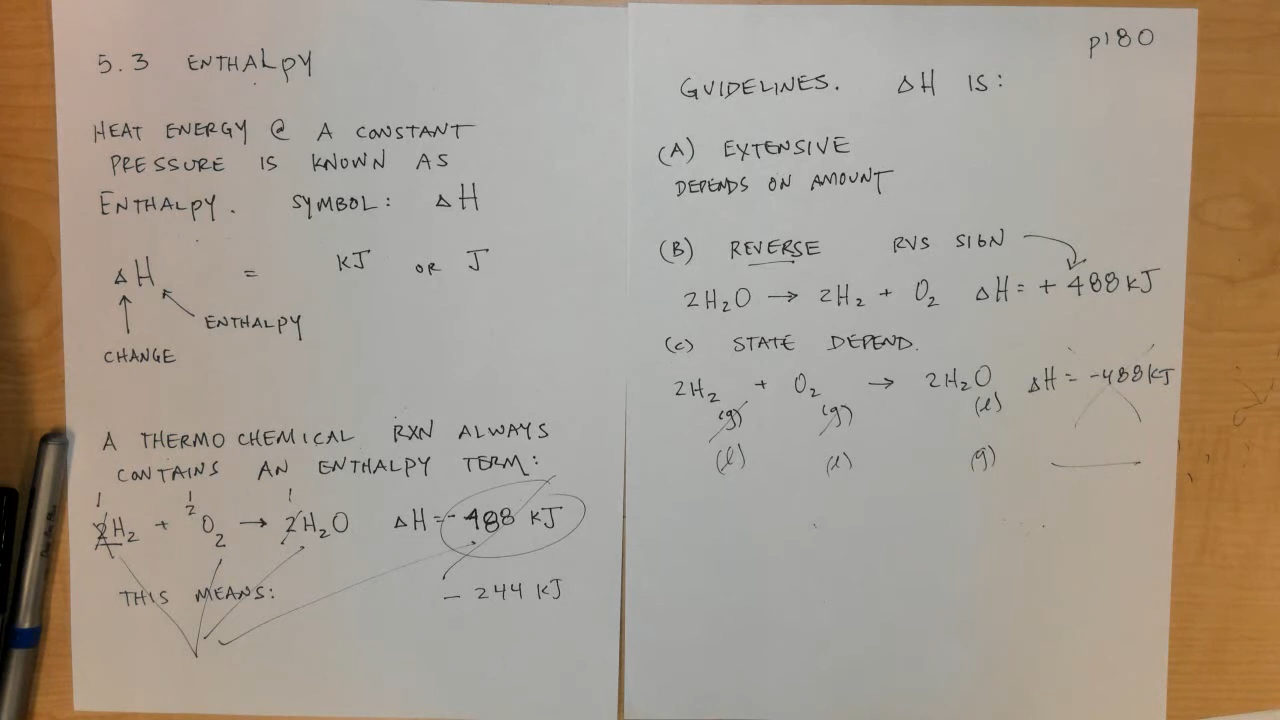 5.3 ENTHALPY
HEAT ENERGY @ A CONSTANT
PRESSURE IS KNOWN AS
ENTHALPY. SYMBOL: ΔH
ΔH = KJ OR J
ENTHALPY
CHANGE
A THERMO CHEMICAL RXN ALWAYS
CONTAINS AN ENTHALPY TERM:
1 1/2 1
2H₂ + O₂ → 2H₂O ΔH = -488 KJ
THIS MEANS: - 244 KJ
p180
GUIDELINES. ΔH IS:
(A) EXTENSIVE
DEPENDS ON AMOUNT
(B) REVERSE RVS SIGN
2H₂O → 2H₂ + O₂ ΔH = + 488 KJ
(C) STATE DEPEND.
2H₂ + O₂ → 2H₂O ΔH = -488 KJ
(g) (g) (l)
(l) (l) (g)